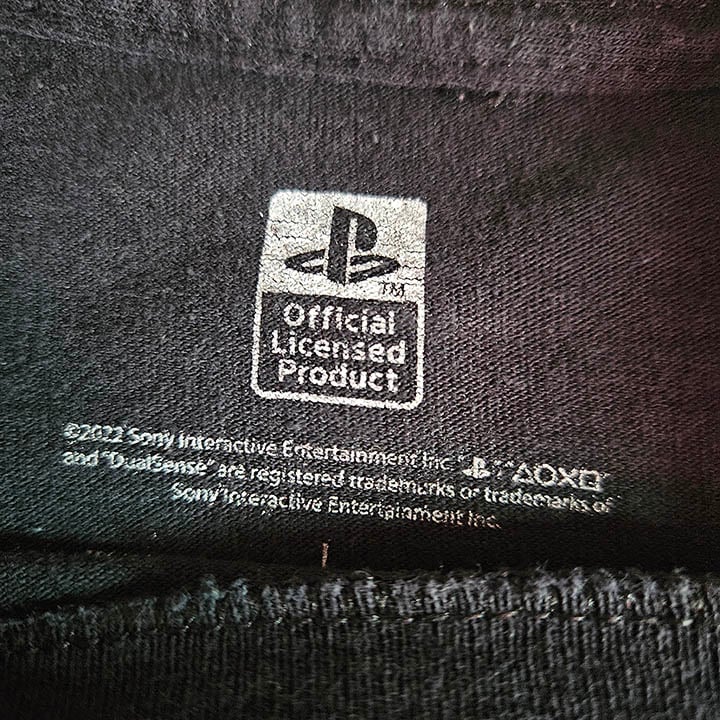 TM
Official
Licensed
Product
©2022 Sony Interactive Entertainment Inc. "", "△○×□"
and "DualSense" are registered trademarks or trademarks of
Sony Interactive Entertainment Inc.